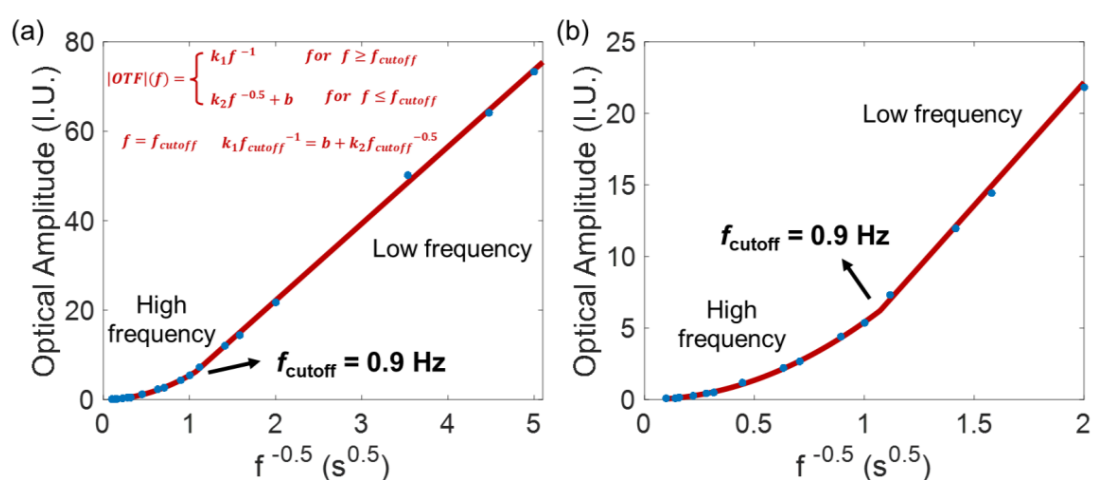 (a)
80
60
40
20
0
0 1 2 3 4 5
Optical Amplitude (I.U.)
f -0.5 (s0.5)
|OTF|(f) = { k1f −1 for f ≥ fcutoff
k2f −0.5 + b for f ≤ fcutoff
f = fcutoff k1fcutoff−1 = b + k2fcutoff−0.5
Low frequency
High
frequency
fcutoff = 0.9 Hz
(b)
25
20
15
10
5
0
0 0.5 1 1.5 2
Optical Amplitude (I.U.)
f -0.5 (s0.5)
Low frequency
fcutoff = 0.9 Hz
High
frequency